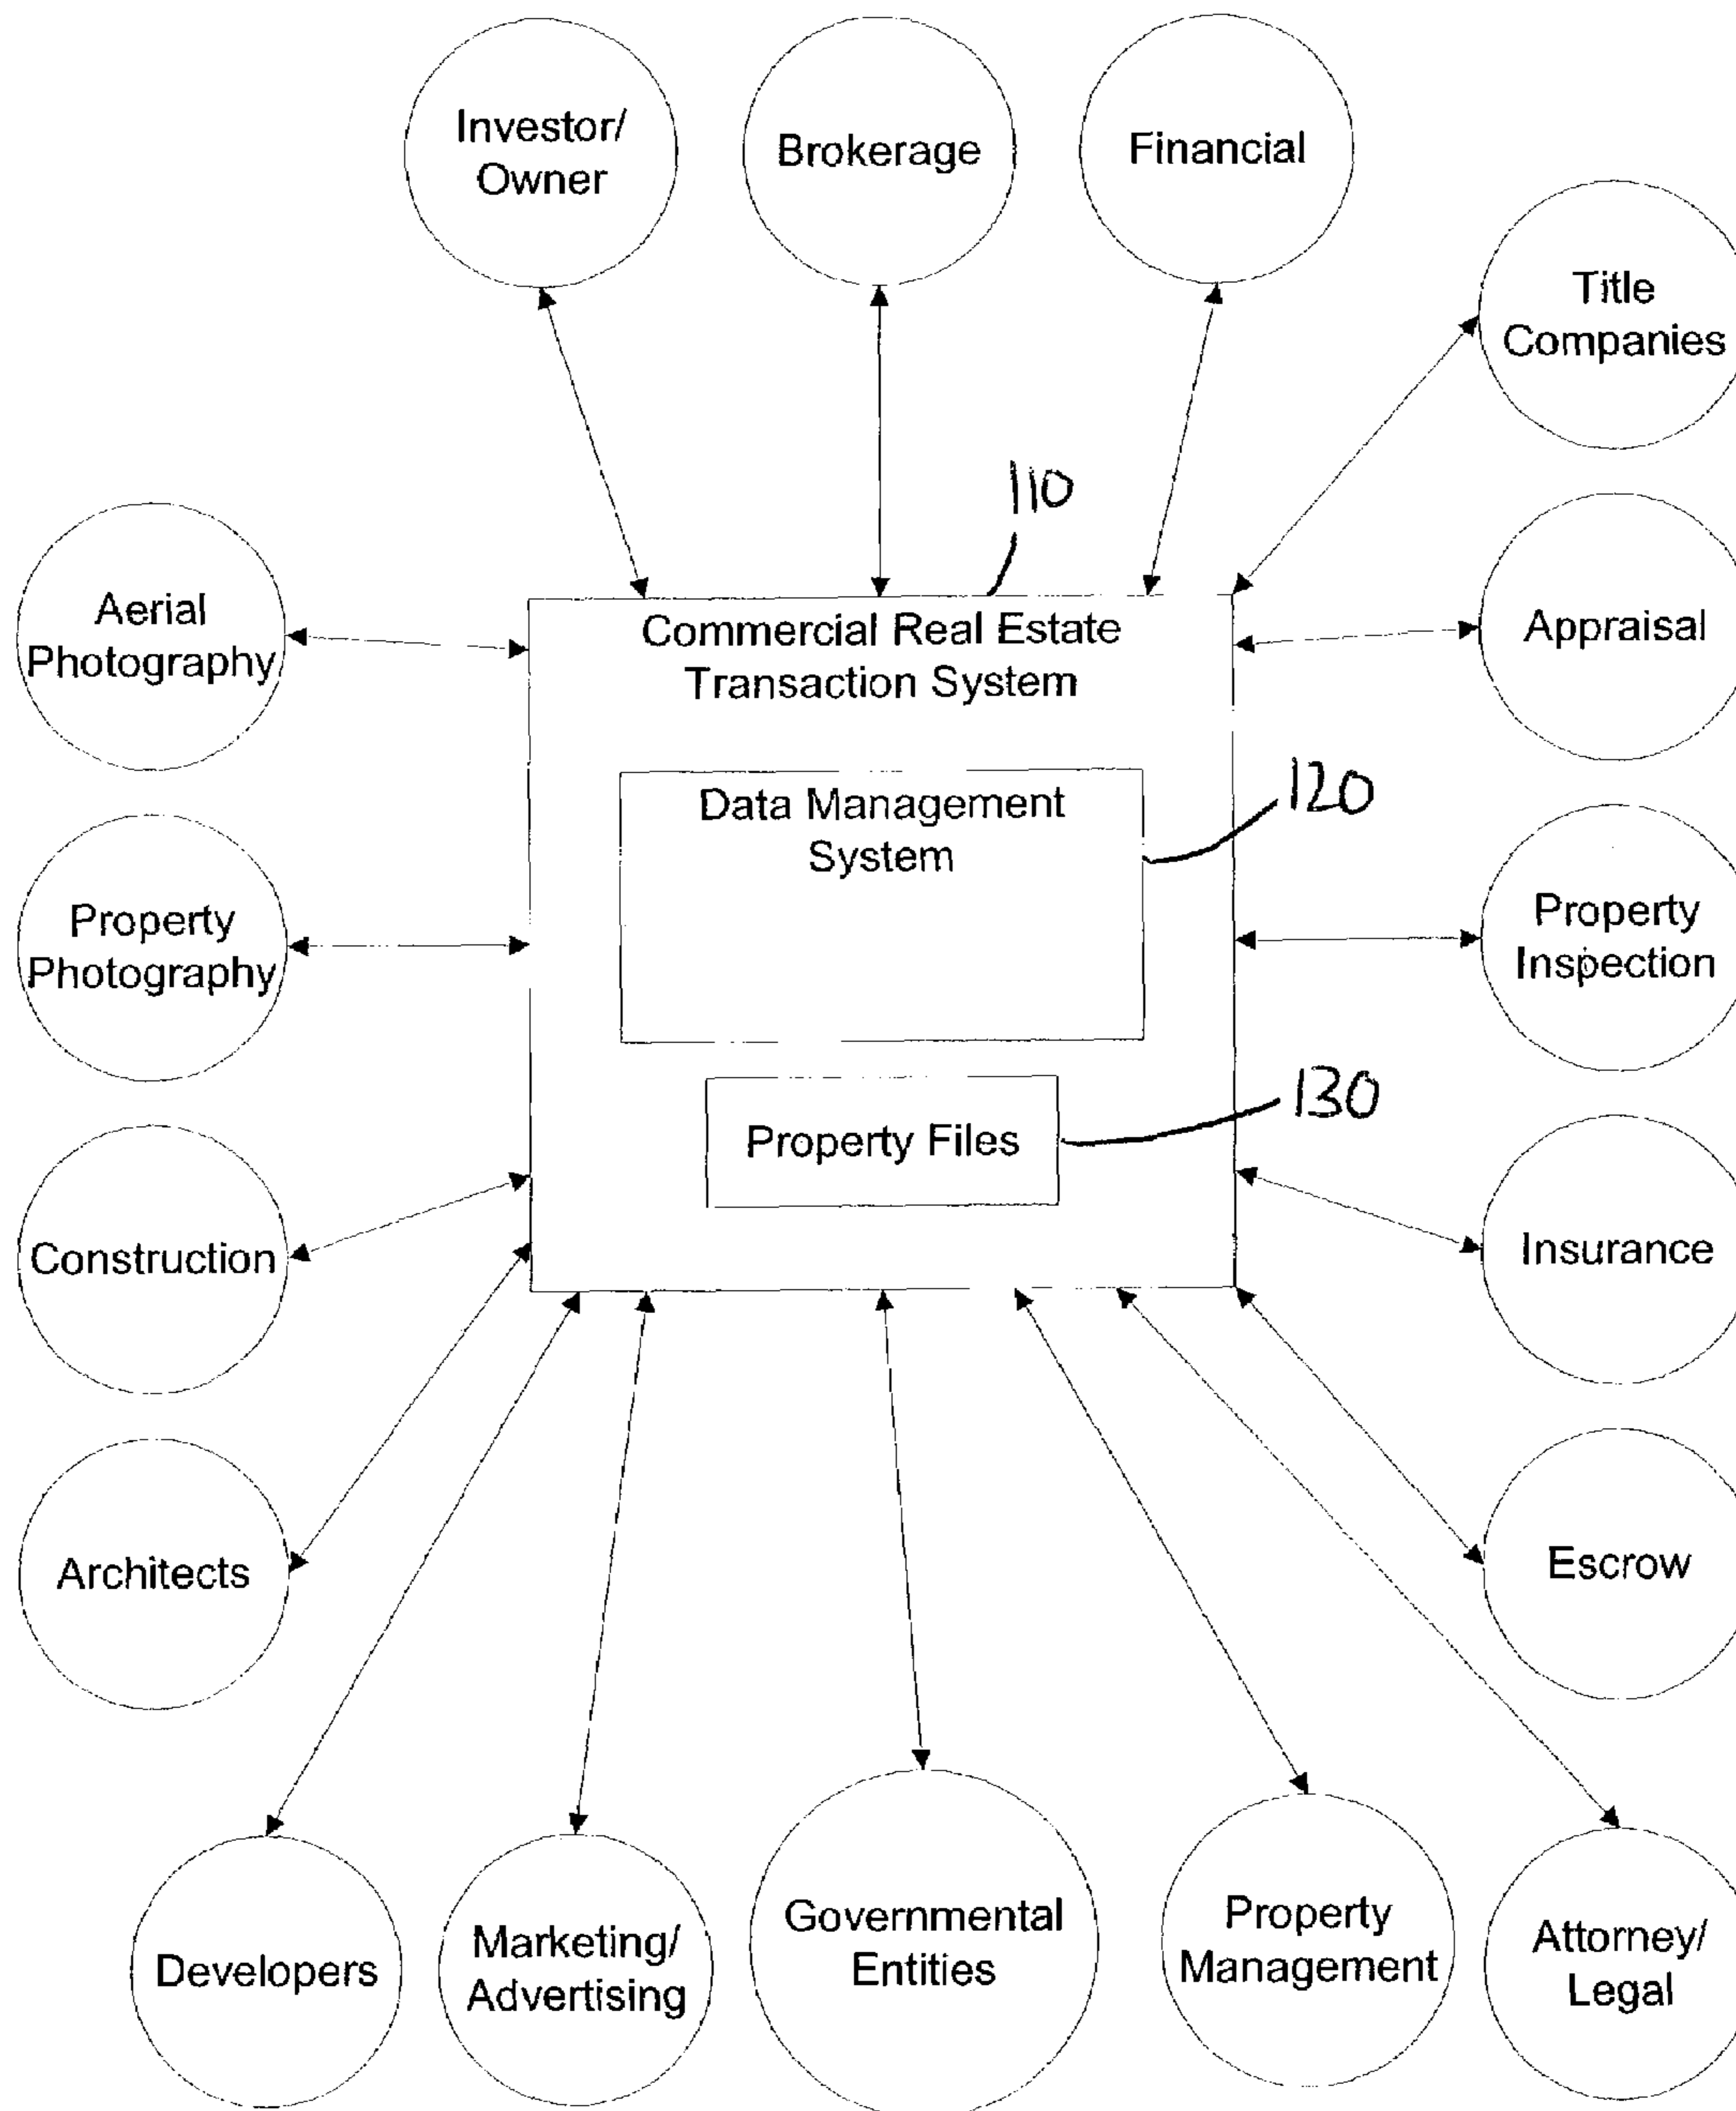 Investor/
Owner
Brokerage
Financial
Title
Companies
110
Aerial
Photography
Commercial Real Estate
Transaction System
Appraisal
120
Data Management
System
Property
Photography
Property
Inspection
130
Property Files
Construction
Insurance
Architects
Escrow
Developers
Marketing/
Advertising
Governmental
Entities
Property
Management
Attorney/
Legal